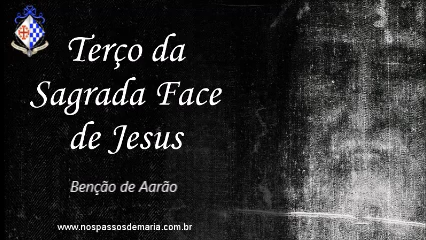 Terço da
Sagrada Face
de Jesus
Benção de Aarão
www.nospassosdemaria.com.br